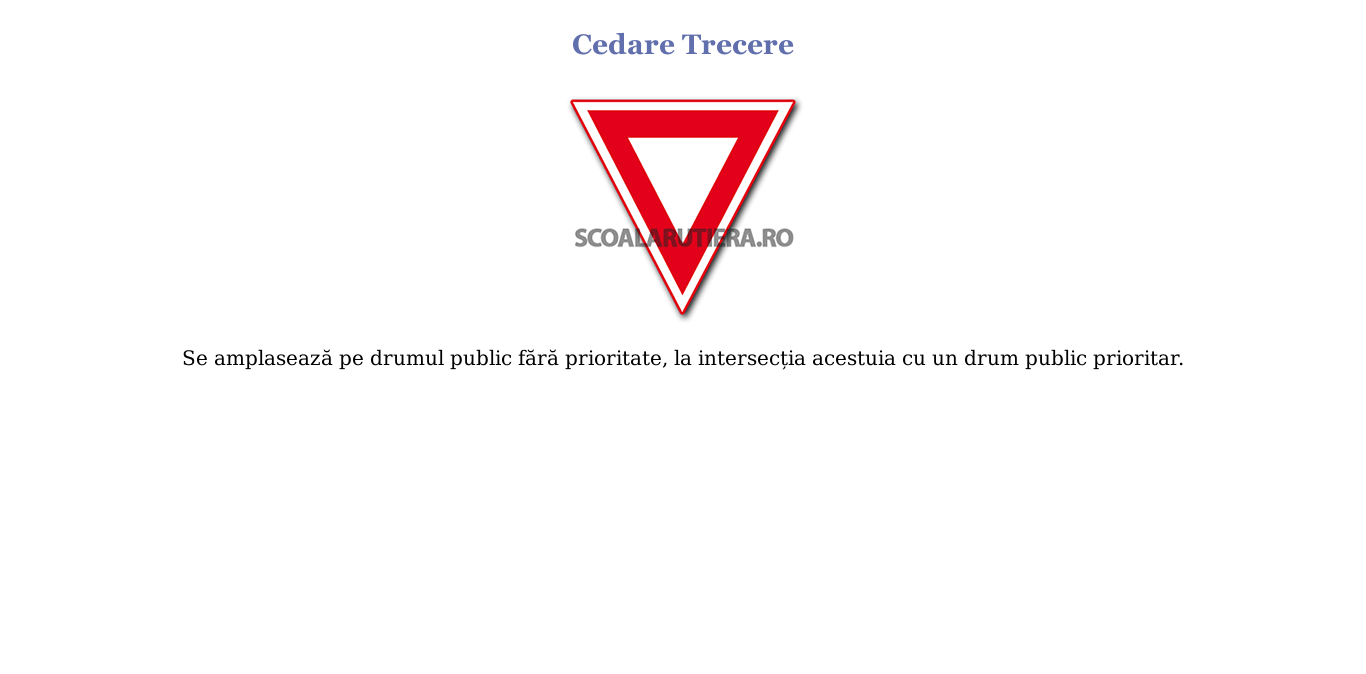 Cedare Trecere
SCOALARUTIERA.RO
Se amplasează pe drumul public fără prioritate, la intersecția acestuia cu un drum public prioritar.